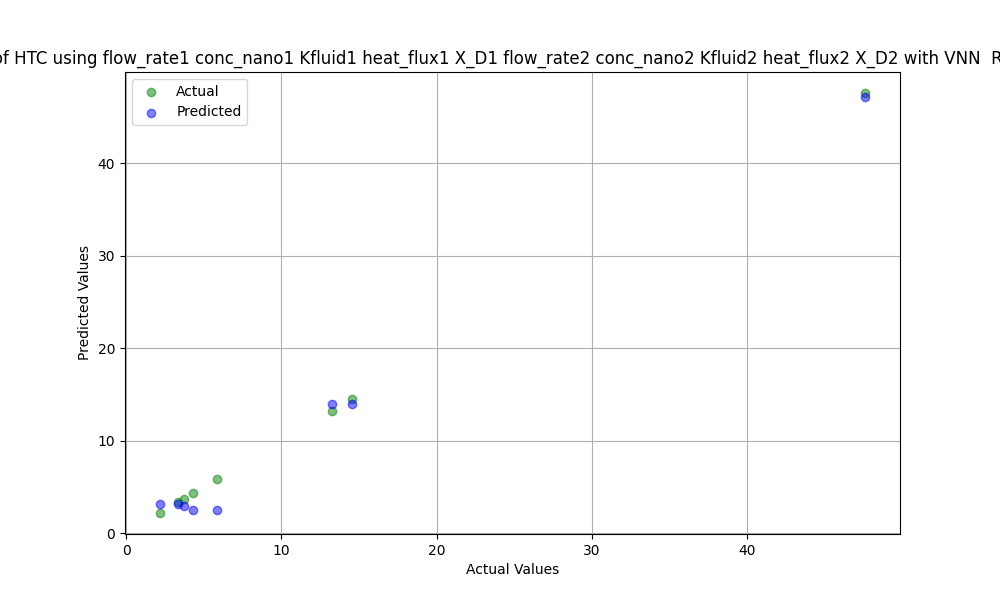 of HTC using flow_rate1 conc_nano1 Kfluid1 heat_flux1 X_D1 flow_rate2 conc_nano2 Kfluid2 heat_flux2 X_D2 with VNN R
Actual
Predicted
40
30
20
10
0
Predicted Values
0 10 20 30 40
Actual Values